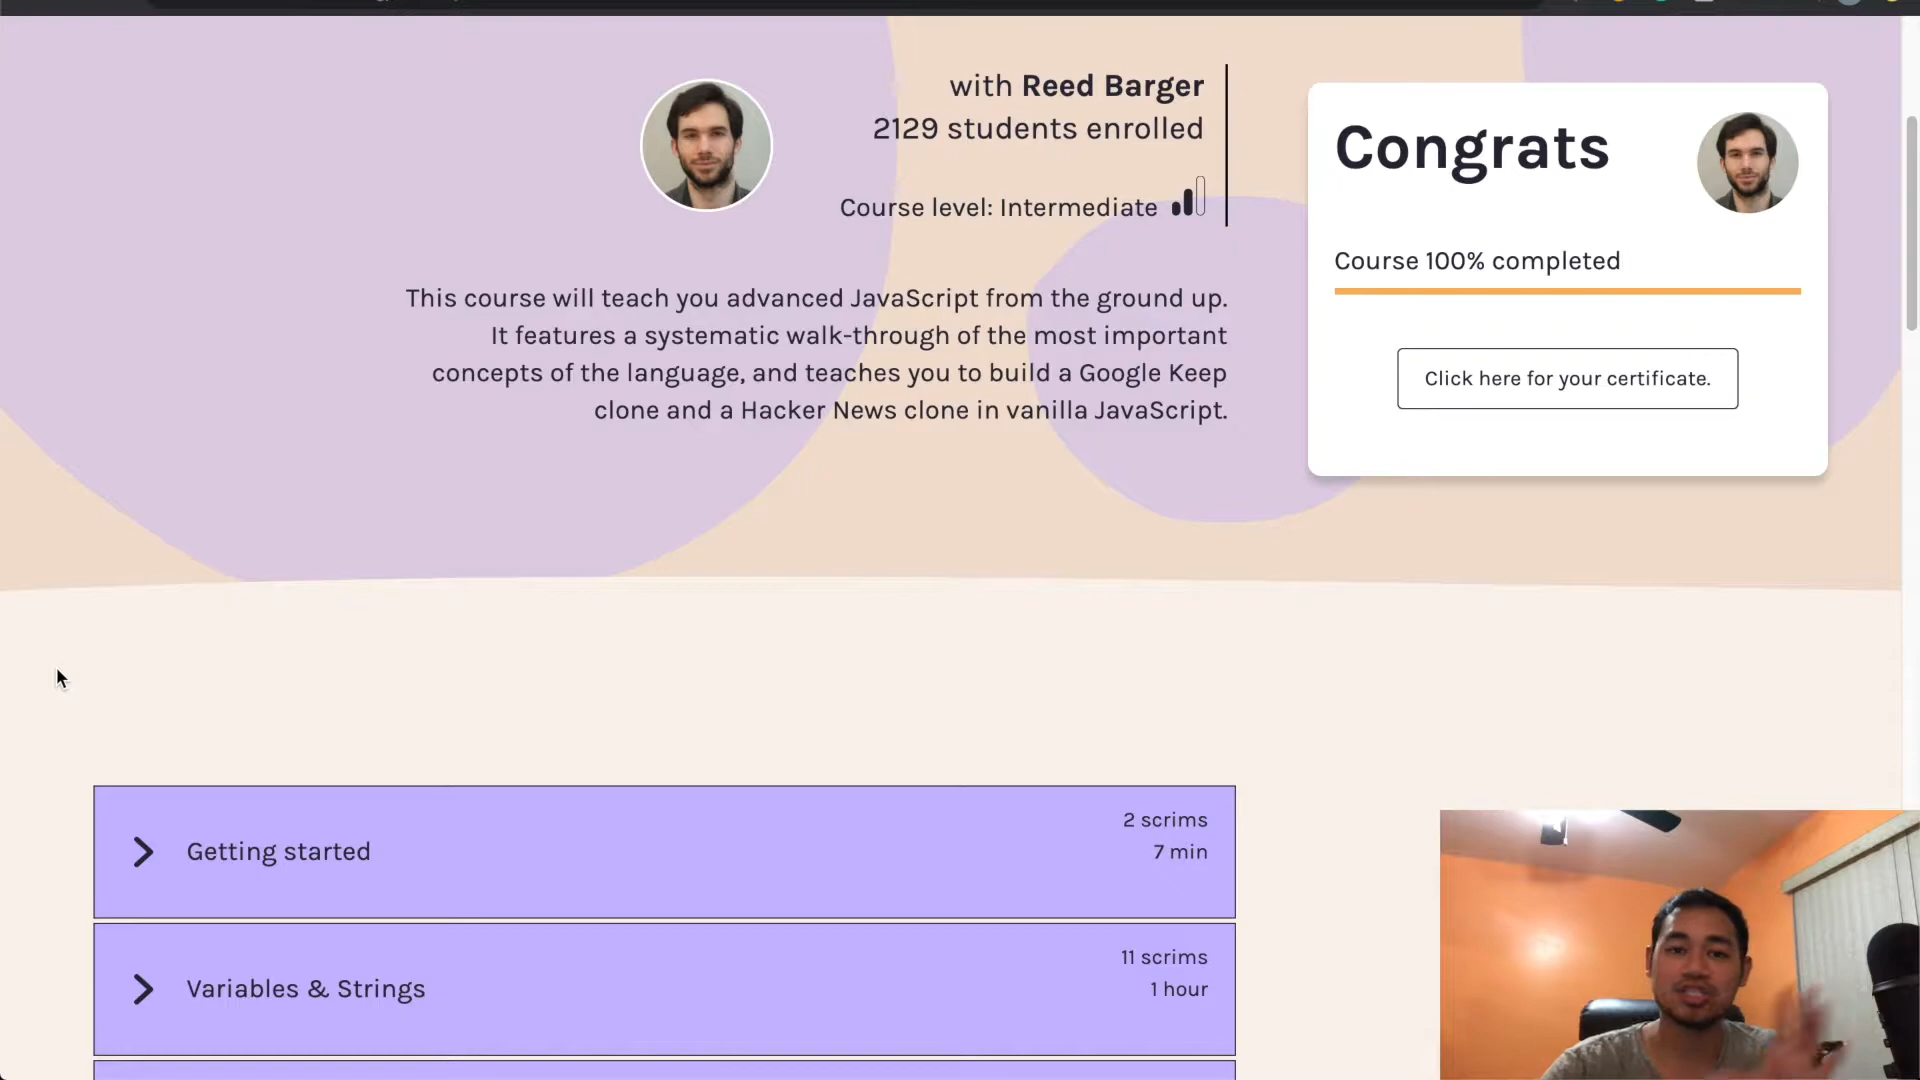 with Reed Barger
2129 students enrolled
Course level: Intermediate
This course will teach you advanced JavaScript from the ground up.
It features a systematic walk-through of the most important
concepts of the language, and teaches you to build a Google Keep
clone and a Hacker News clone in vanilla JavaScript.
Congrats
Course 100% completed
Click here for your certificate.
Getting started
2 scrims
7 min
Variables & Strings
11 scrims
1 hour